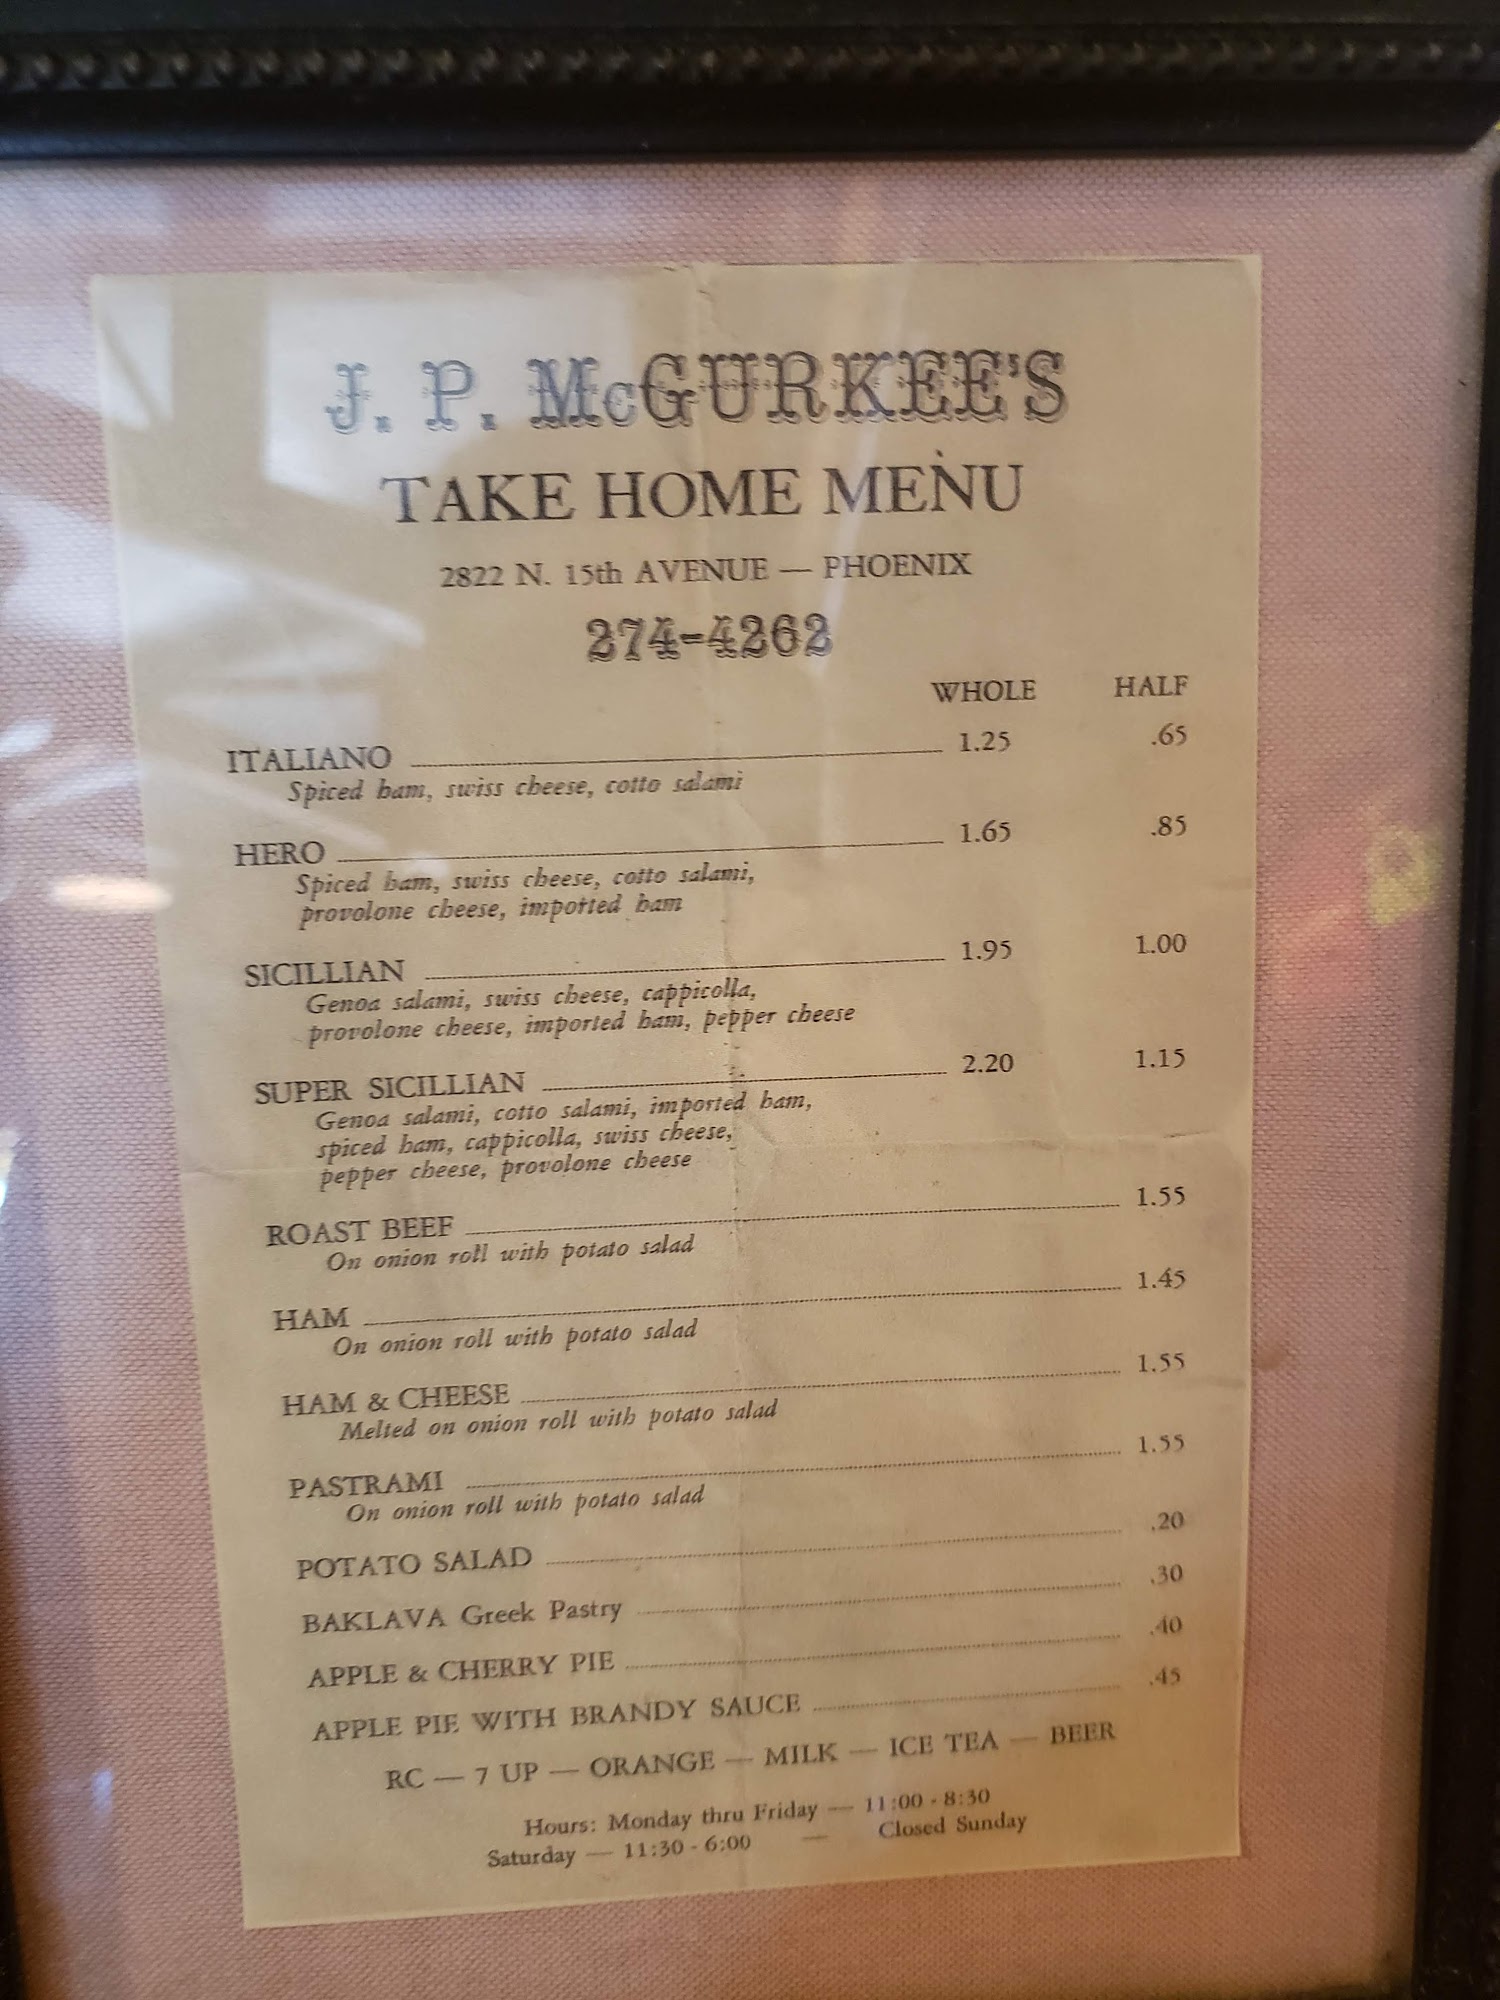 J. P. McGURKEE'S
TAKE HOME MENU
2822 N. 15th AVENUE — PHOENIX
274-4262
WHOLE HALF
ITALIANO 1.25 .65
Spiced ham, swiss cheese, cotto salami
HERO 1.65 .85
Spiced ham, swiss cheese, cotto salami,
provolone cheese, imported ham
SICILLIAN 1.95 1.00
Genoa salami, swiss cheese, cappicolla,
provolone cheese, imported ham, pepper cheese
SUPER SICILLIAN 2.20 1.15
Genoa salami, cotto salami, imported ham,
spiced ham, cappicolla, swiss cheese,
pepper cheese, provolone cheese
ROAST BEEF 1.55
On onion roll with potato salad
HAM 1.45
On onion roll with potato salad
HAM & CHEESE 1.55
Melted on onion roll with potato salad
PASTRAMI 1.55
On onion roll with potato salad
POTATO SALAD .20
BAKLAVA Greek Pastry .30
APPLE & CHERRY PIE .40
APPLE PIE WITH BRANDY SAUCE .45
RC — 7 UP — ORANGE — MILK — ICE TEA — BEER
Hours: Monday thru Friday — 11:00 - 8:30
Saturday — 11:30 - 6:00 — Closed Sunday